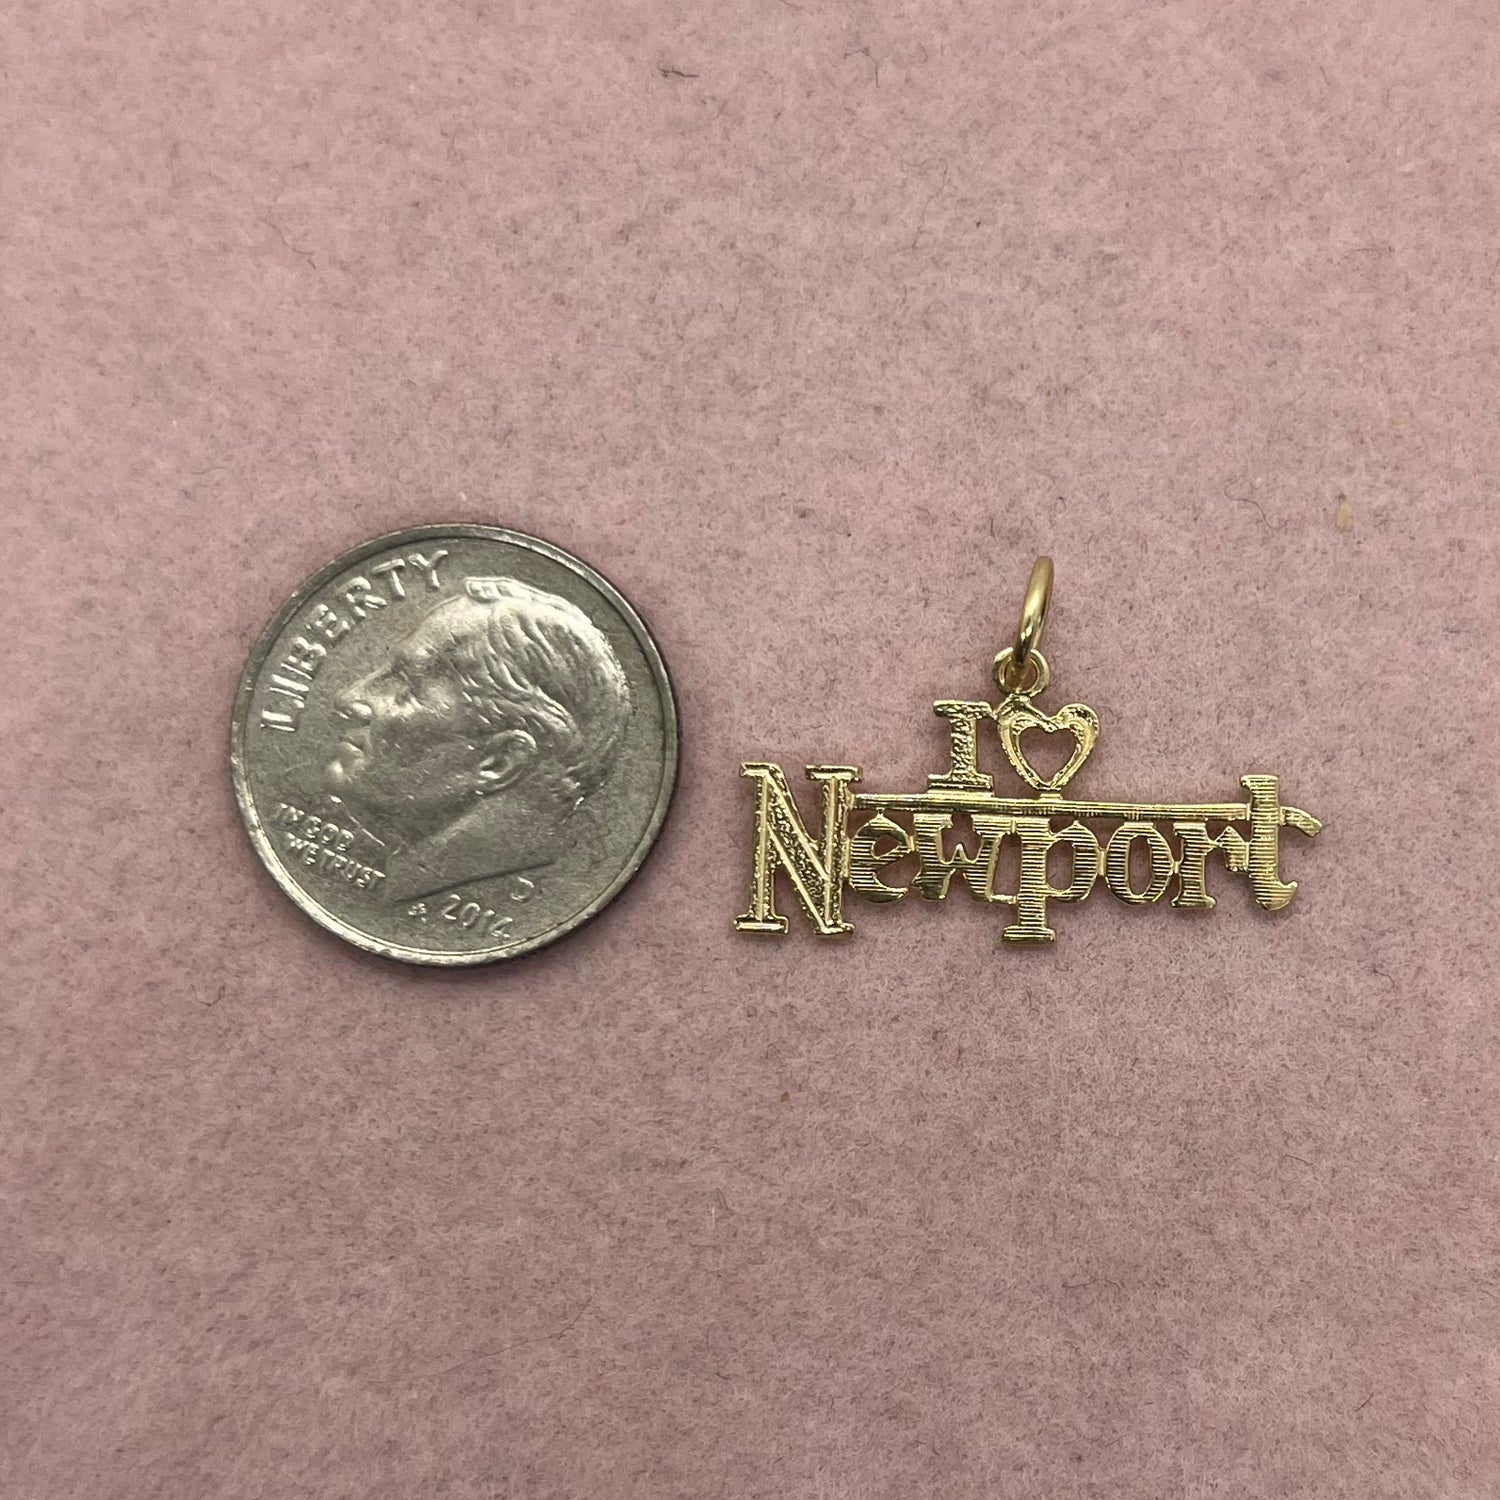 LIBERTY
IN GOD
WE TRUST
D
2014
I ♡
Newport